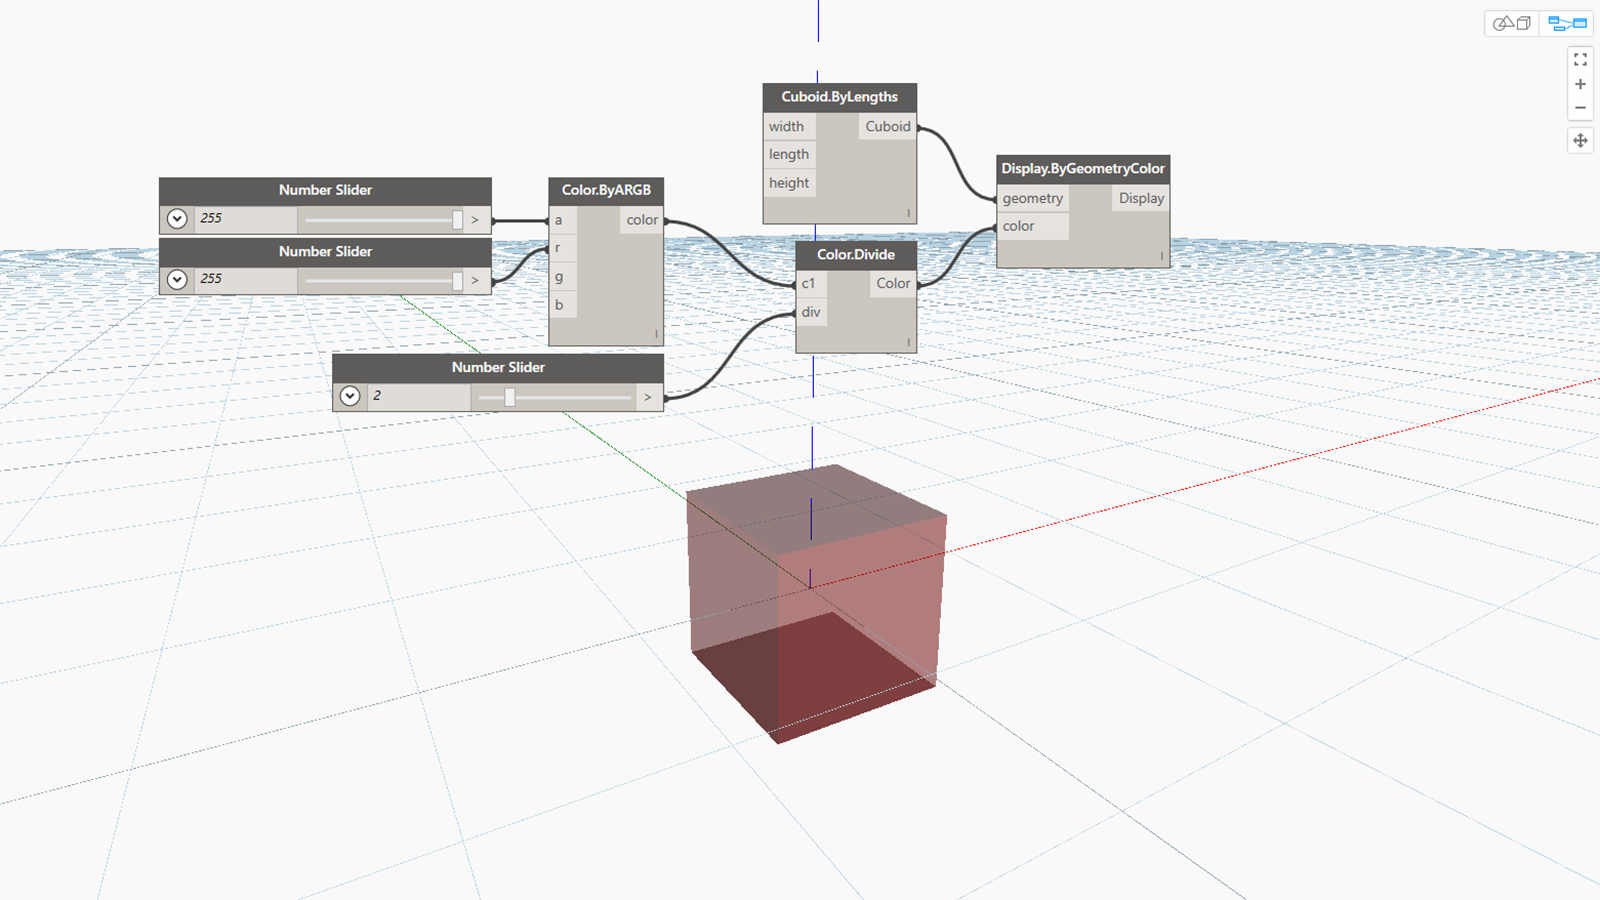 Cuboid.ByLengths
width Cuboid
length
height
Display.ByGeometryColor
geometry Display
color
Number Slider
255 >
Number Slider
255 >
Color.ByARGB
a color
r
g
b
Color.Divide
c1 Color
div
Number Slider
2 >